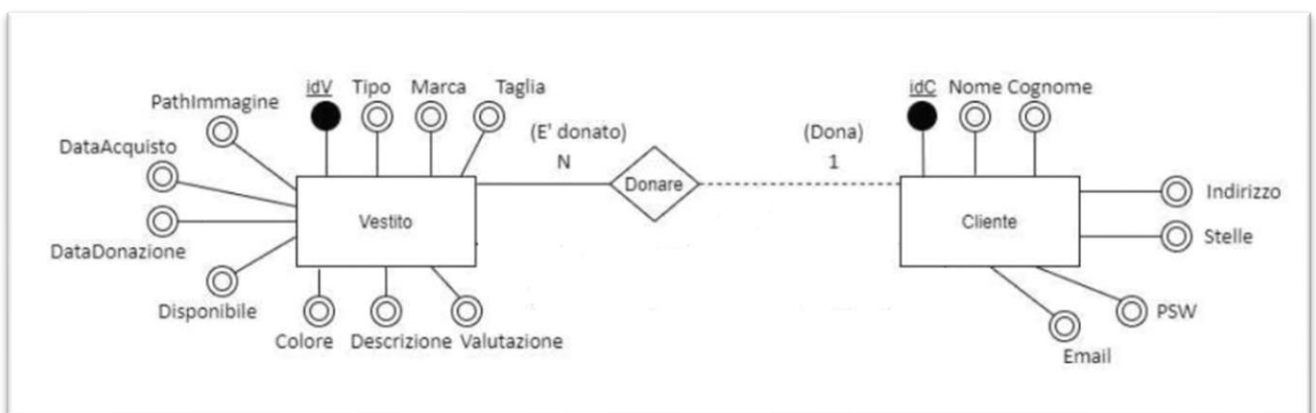 idV Tipo Marca Taglia
PathImmagine
DataAcquisto
DataDonazione
Disponibile
Vestito
Colore Descrizione Valutazione
(E' donato)
N
Donare
(Dona)
1
idC Nome Cognome
Cliente
Indirizzo
Stelle
PSW
Email